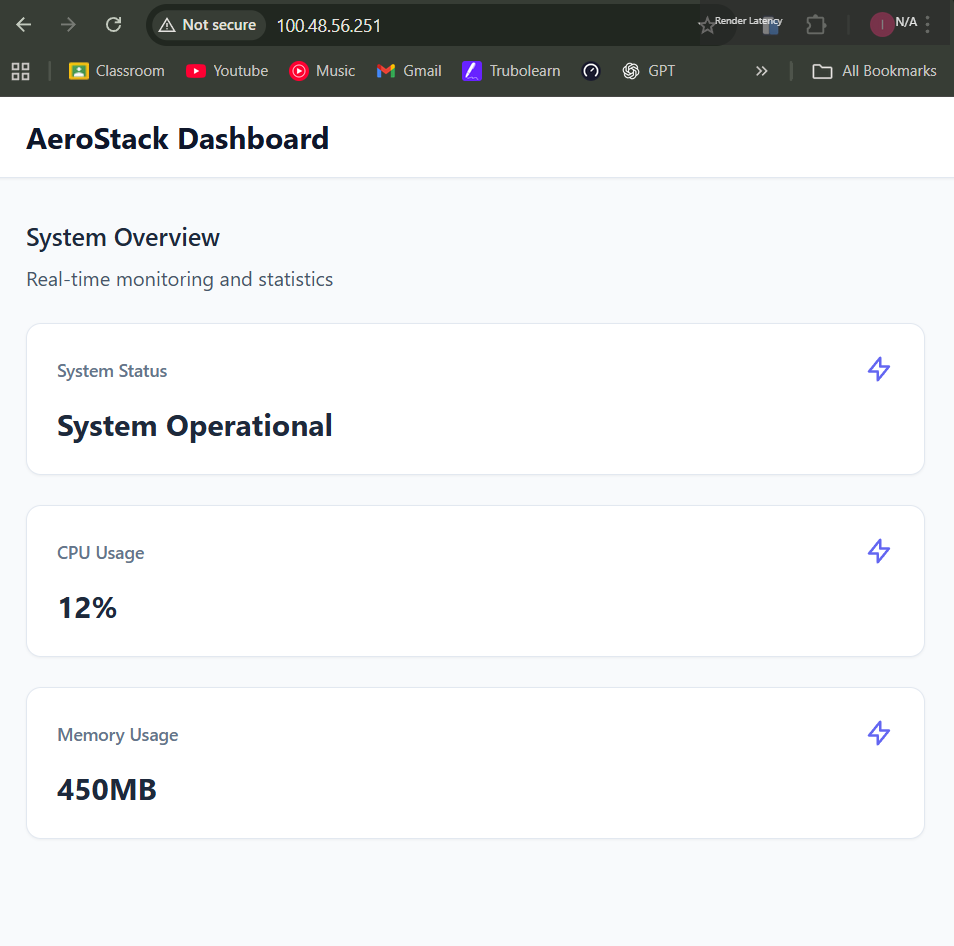 Not secure 100.48.56.251 Render Latency I N/A
Classroom Youtube Music Gmail Trubolearn GPT » All Bookmarks
AeroStack Dashboard
System Overview
Real-time monitoring and statistics
System Status
System Operational
CPU Usage
12%
Memory Usage
450MB